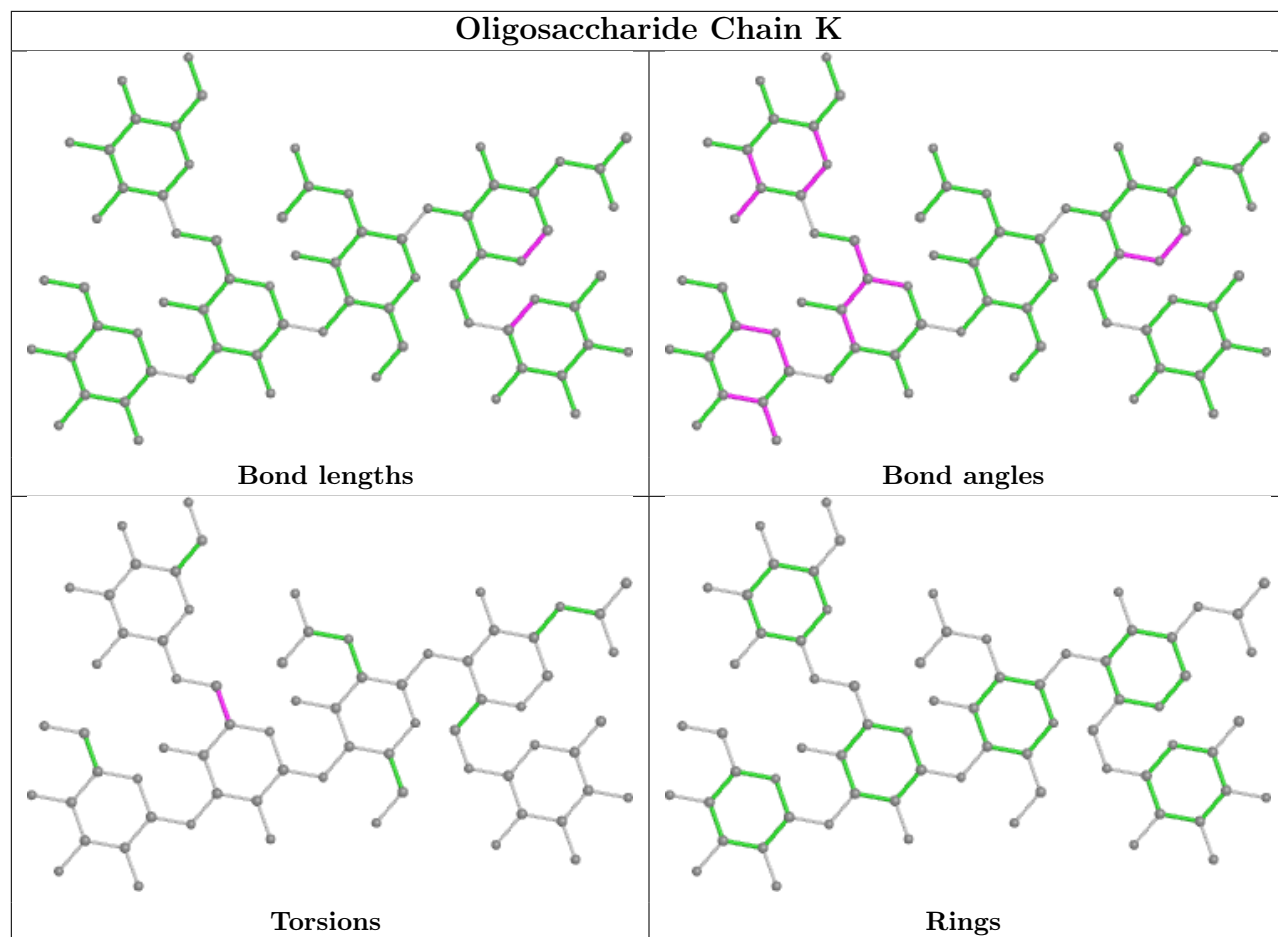 Oligosaccharide Chain K
Bond lengths
Bond angles
Torsions
Rings